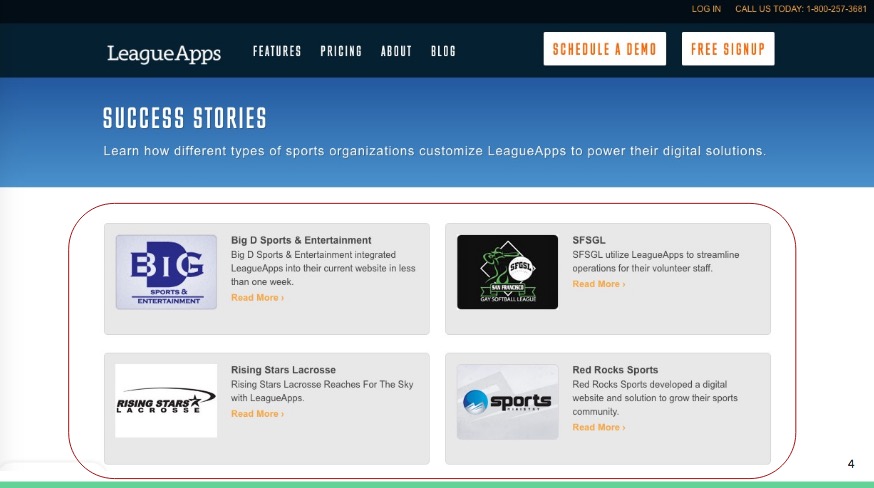 LOG IN CALL US TODAY: 1-800-257-3681
LeagueApps FEATURES PRICING ABOUT BLOG SCHEDULE A DEMO FREE SIGNUP
SUCCESS STORIES
Learn how different types of sports organizations customize LeagueApps to power their digital solutions.
BIG D
SPORTS &
ENTERTAINMENT
Big D Sports & Entertainment
Big D Sports & Entertainment integrated
LeagueApps into their current website in less
than one week.
Read More ›
SFGSL
SAN FRANCISCO
GAY SOFTBALL LEAGUE
SFSGL
SFSGL utilize LeagueApps to streamline
operations for their volunteer staff.
Read More ›
RISING STARS
LACROSSE
Rising Stars Lacrosse
Rising Stars Lacrosse Reaches For The Sky
with LeagueApps.
Read More ›
sports
MINISTRY
Red Rocks Sports
Red Rocks Sports developed a digital
website and solution to grow their sports
community.
Read More ›
4